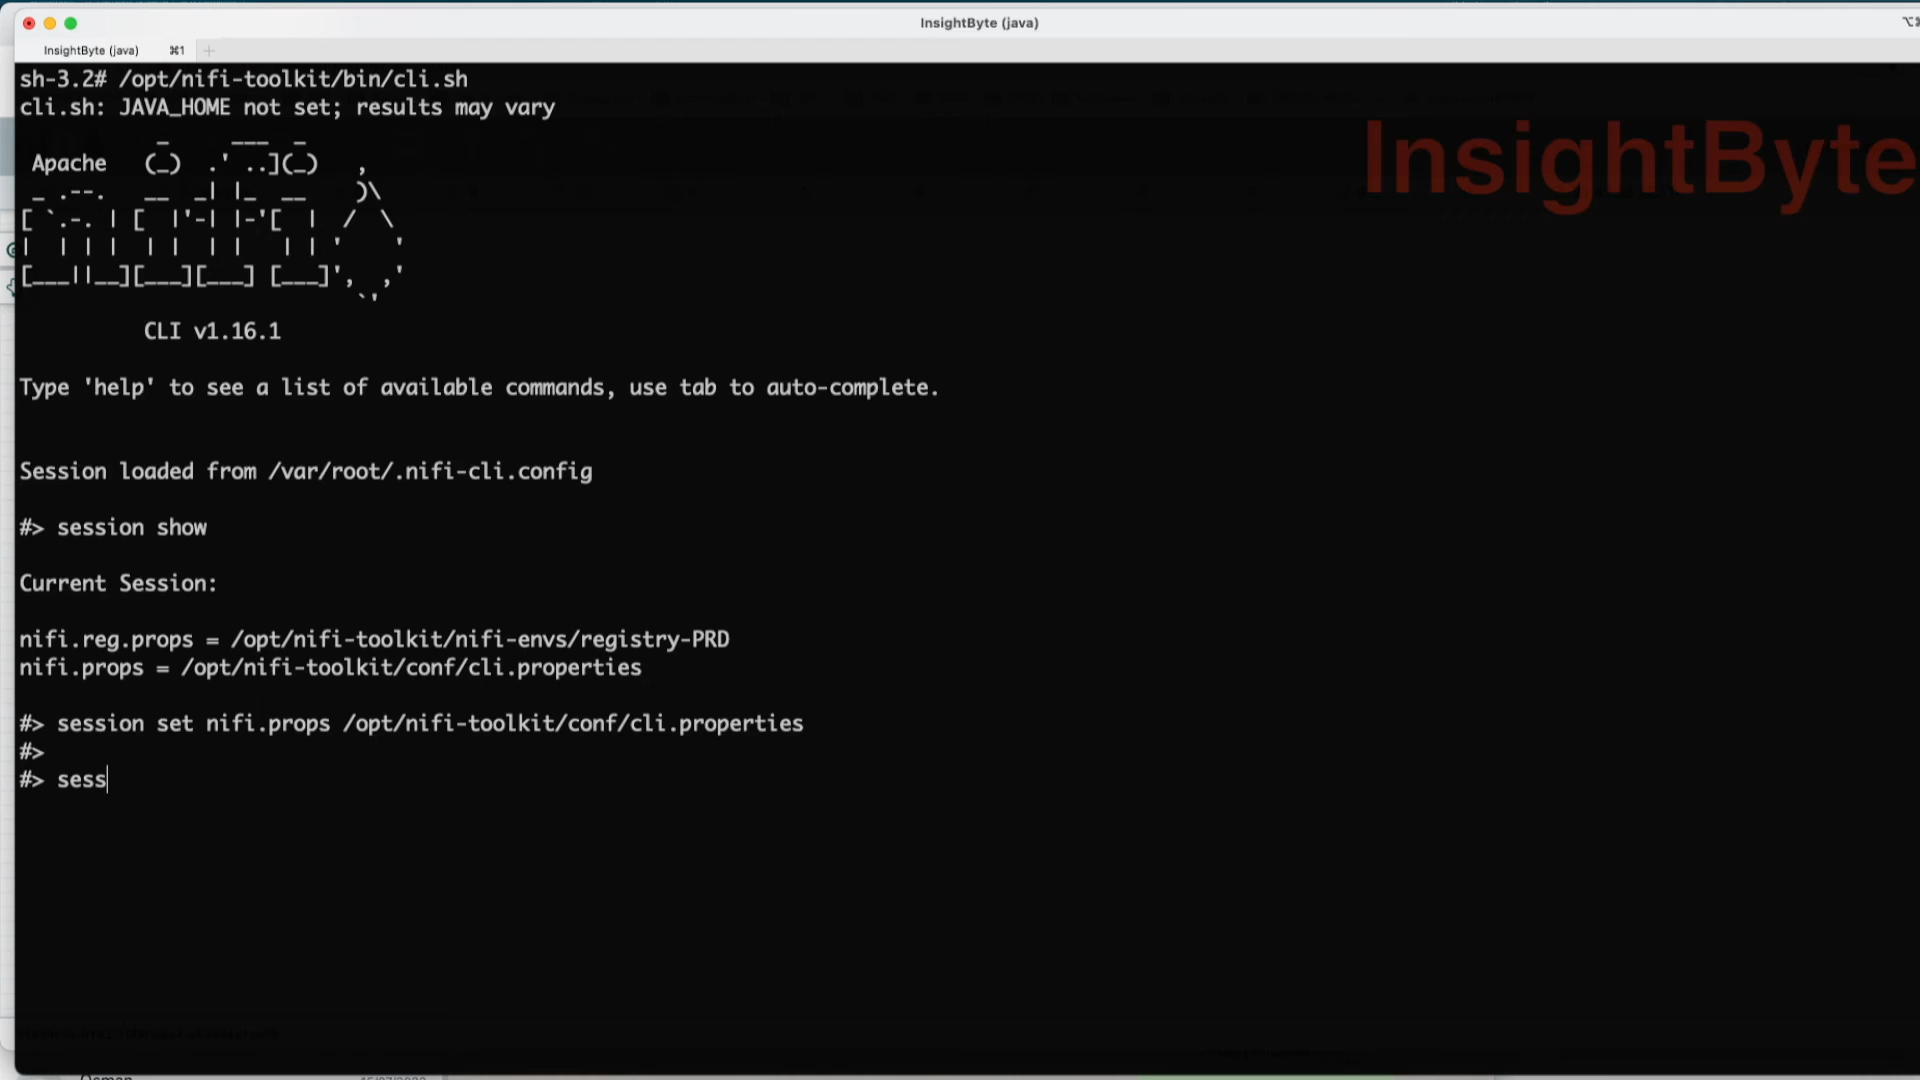 InsightByte (java)
InsightByte (java) ⌘1
sh-3.2# /opt/nifi-toolkit/bin/cli.sh
cli.sh: JAVA_HOME not set; results may vary
InsightByte
Apache
CLI v1.16.1
Type 'help' to see a list of available commands, use tab to auto-complete.
Session loaded from /var/root/.nifi-cli.config
#> session show
Current Session:
nifi.reg.props = /opt/nifi-toolkit/nifi-envs/registry-PRD
nifi.props = /opt/nifi-toolkit/conf/cli.properties
#> session set nifi.props /opt/nifi-toolkit/conf/cli.properties
#>
#> sess